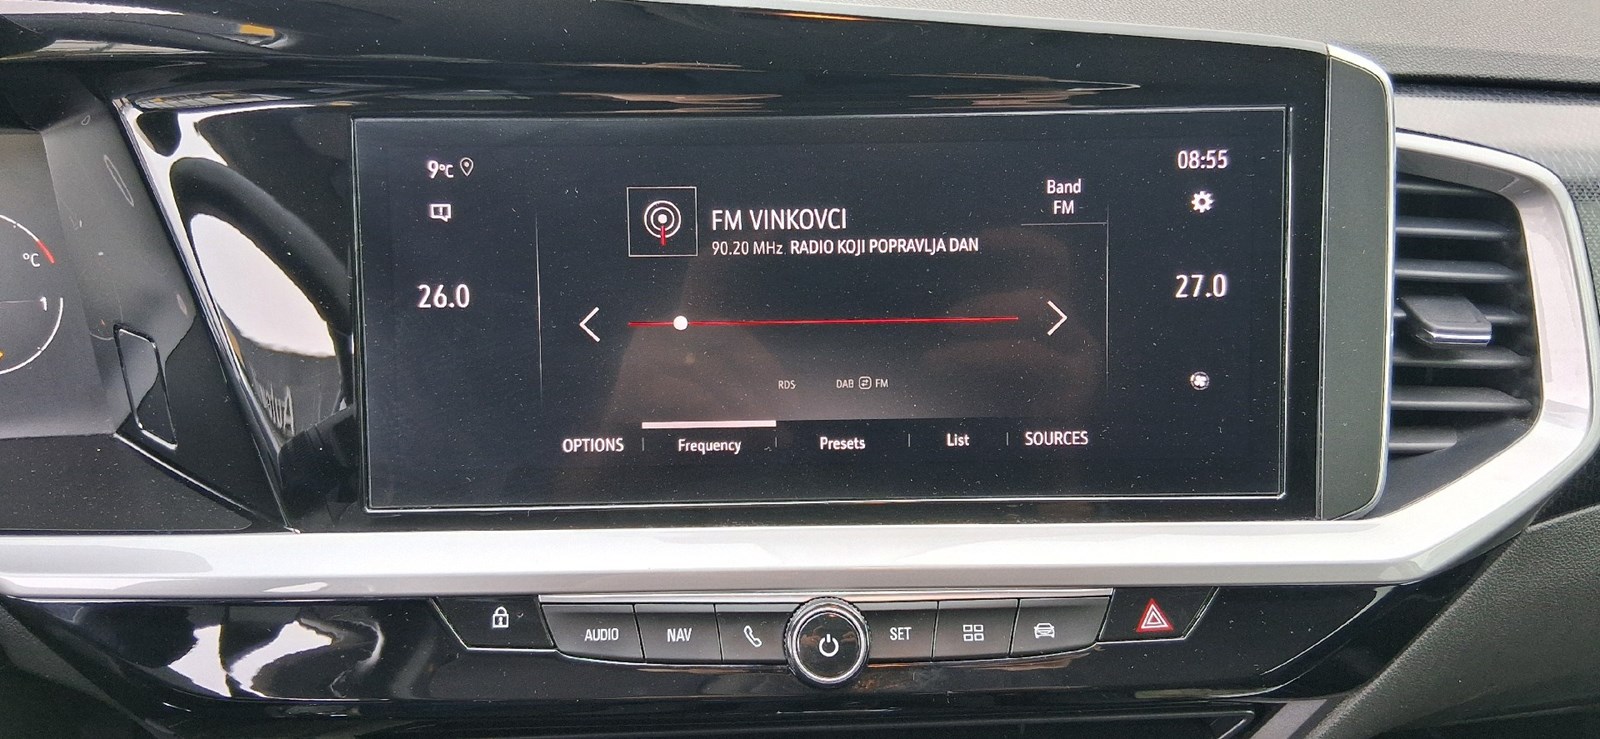 9°C
08:55
Band
FM
FM VINKOVCI
90.20 MHz RADIO KOJI POPRAVLJA DAN
26.0
27.0
°C
1
RDS
DAB FM
OPTIONS
Frequency
Presets
List
SOURCES
AUDIO
NAV
SET